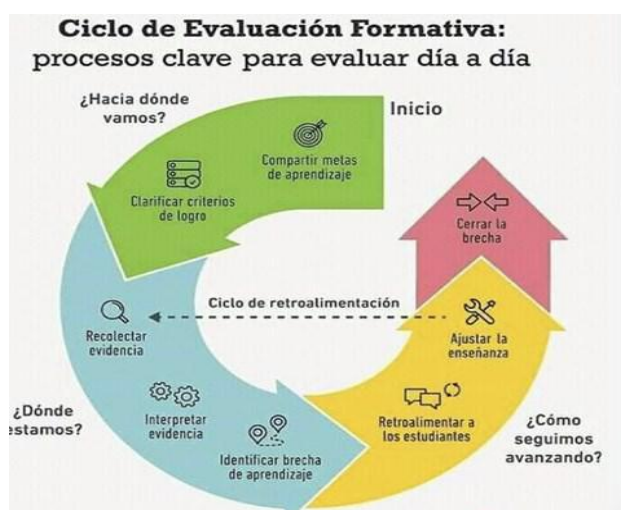 Ciclo de Evaluación Formativa:
procesos clave para evaluar día a día
¿Hacia dónde
vamos?
Inicio
Compartir metas
de aprendizaje
Clarificar criterios
de logro
Cerrar la
brecha
Ciclo de retroalimentación
Recolectar
evidencia
Ajustar la
enseñanza
Interpretar
evidencia
Retroalimentar a
los estudiantes
Identificar brecha
de aprendizaje
¿Dónde
stamos?
¿Cómo
seguimos
avanzando?